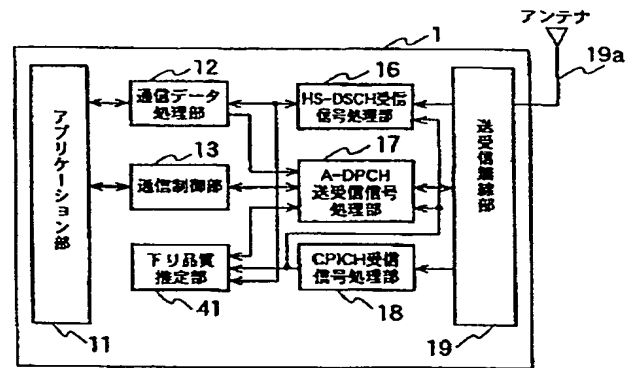 アンテナ
1
19a
12
16
通信データ
処理部
HS-DSCH受信
信号処理部
アプリケーション部
送受信無線部
13
17
通信制御部
A-DPCH
送受信信号
処理部
下り品質
推定部
CPICH受信
信号処理部
11
41
18
19